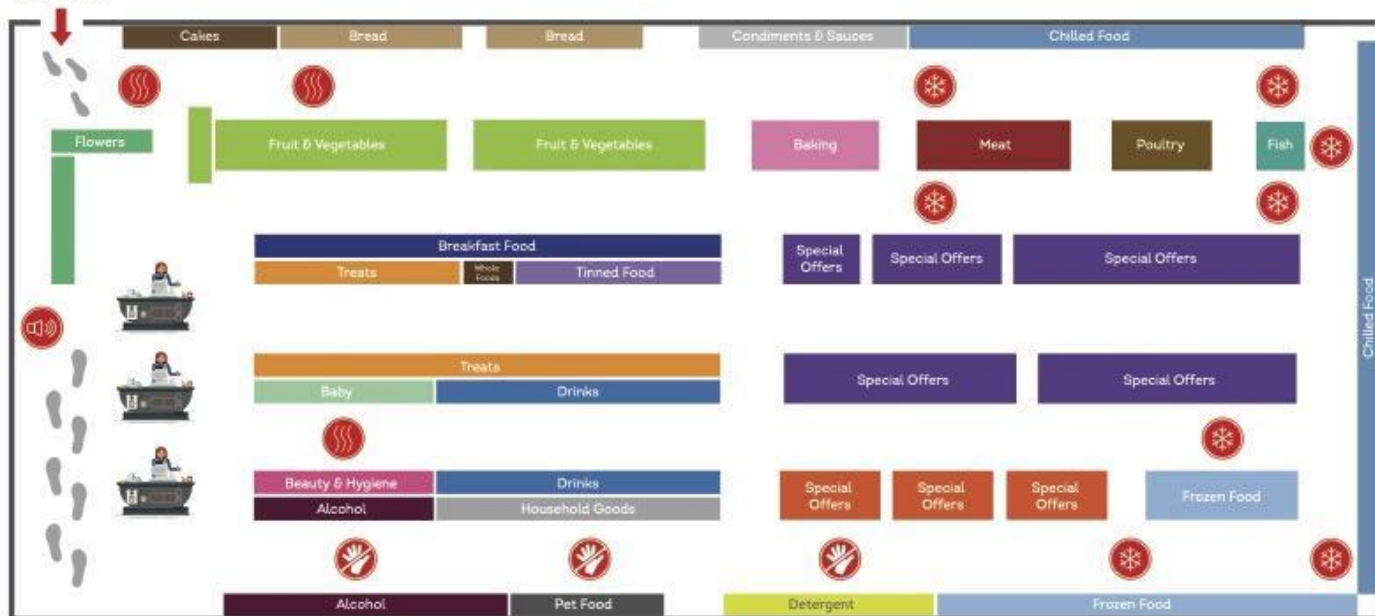 Cakes
Bread
Bread
Condiments & Sauces
Chilled Food
Flowers
Fruit & Vegetables
Fruit & Vegetables
Baking
Meat
Poultry
Fish
Breakfast Food
Treats
Whole
Foods
Tinned Food
Special
Offers
Special Offers
Special Offers
Chilled Food
Treats
Baby
Drinks
Special Offers
Special Offers
Beauty & Hygiene
Drinks
Alcohol
Household Goods
Special
Offers
Special
Offers
Special
Offers
Frozen Food
Alcohol
Pet Food
Detergent
Frozen Food